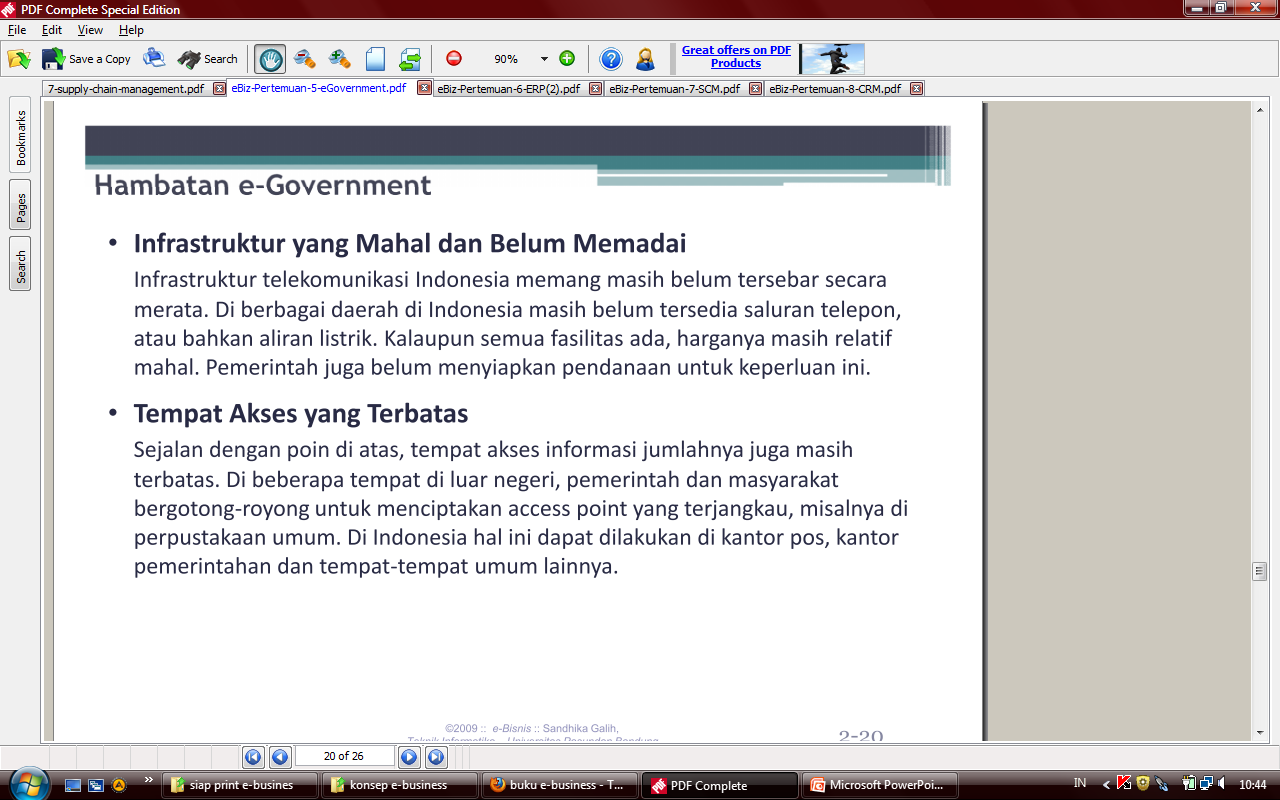 PDF Complete Special Edition
File Edit View Help
Save a Copy Search 90% Great offers on PDF
Products
7-supply-chain-management.pdf eBiz-Pertemuan-5-eGovernment.pdf eBiz-Pertemuan-6-ERP(2).pdf eBiz-Pertemuan-7-SCM.pdf eBiz-Pertemuan-8-CRM.pdf
Bookmarks
Pages
Search
Hambatan e-Government
• Infrastruktur yang Mahal dan Belum Memadai
Infrastruktur telekomunikasi Indonesia memang masih belum tersebar secara
merata. Di berbagai daerah di Indonesia masih belum tersedia saluran telepon,
atau bahkan aliran listrik. Kalaupun semua fasilitas ada, harganya masih relatif
mahal. Pemerintah juga belum menyiapkan pendanaan untuk keperluan ini.
• Tempat Akses yang Terbatas
Sejalan dengan poin di atas, tempat akses informasi jumlahnya juga masih
terbatas. Di beberapa tempat di luar negeri, pemerintah dan masyarakat
bergotong-royong untuk menciptakan access point yang terjangkau, misalnya di
perpustakaan umum. Di Indonesia hal ini dapat dilakukan di kantor pos, kantor
pemerintahan dan tempat-tempat umum lainnya.
©2009 :: e-Bisnis :: Sandhika Galih,
Teknik Informatika - Universitas Pasundan Bandung
2-20
20 of 26
siap print e-busines konsep e-business buku e-business - T... PDF Complete Microsoft PowerPoi... IN 10:44